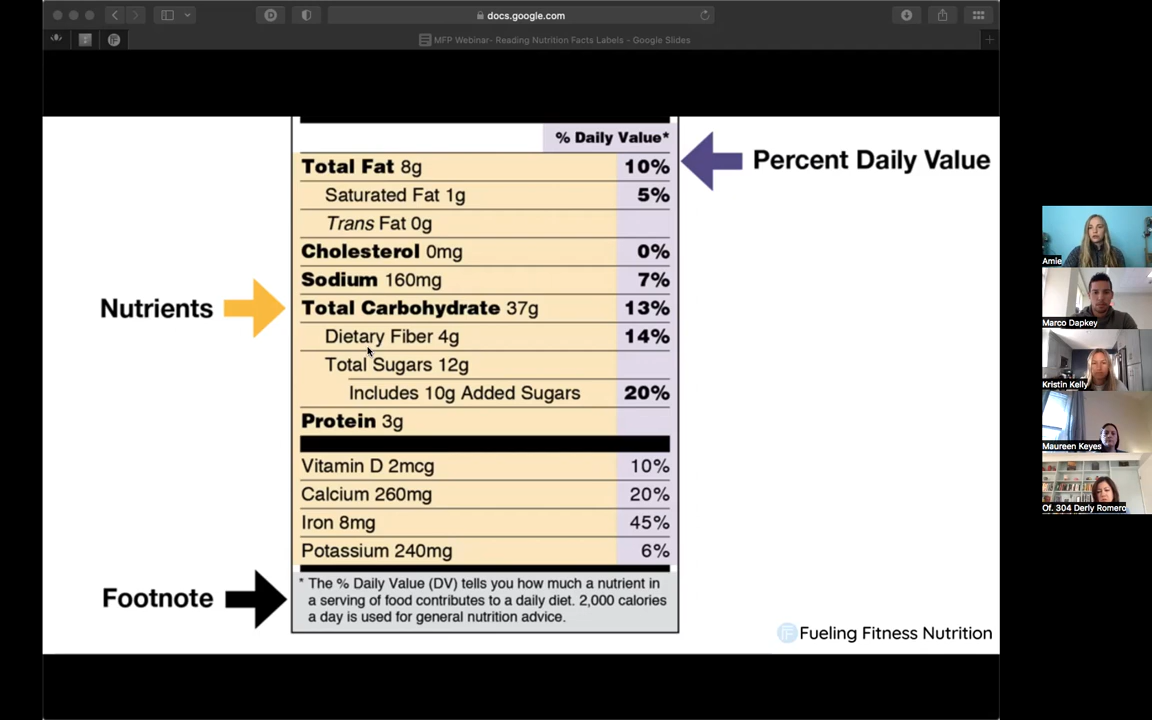 docs.google.com
MFP Webinar- Reading Nutrition Facts Labels - Google Slides
% Daily Value*
Percent Daily Value
Total Fat 8g 10%
Saturated Fat 1g 5%
Trans Fat 0g
Cholesterol 0mg 0%
Sodium 160mg 7%
Nutrients
Total Carbohydrate 37g 13%
Dietary Fiber 4g 14%
Total Sugars 12g
Includes 10g Added Sugars 20%
Protein 3g
Vitamin D 2mcg 10%
Calcium 260mg 20%
Iron 8mg 45%
Potassium 240mg 6%
Footnote
* The % Daily Value (DV) tells you how much a nutrient in
a serving of food contributes to a daily diet. 2,000 calories
a day is used for general nutrition advice.
FF Fueling Fitness Nutrition
Amie
Marco Dapkey
Kristin Kelly
Maureen Keyes
Of. 304 Derly Romero